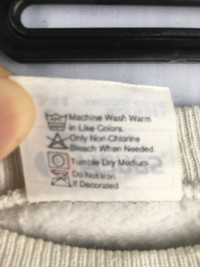 Machine Wash Warm
in Like Colors.
Only Non-Chlorine
Bleach When Needed.
Tumble Dry Medium
Do Not Iron
If Decorated